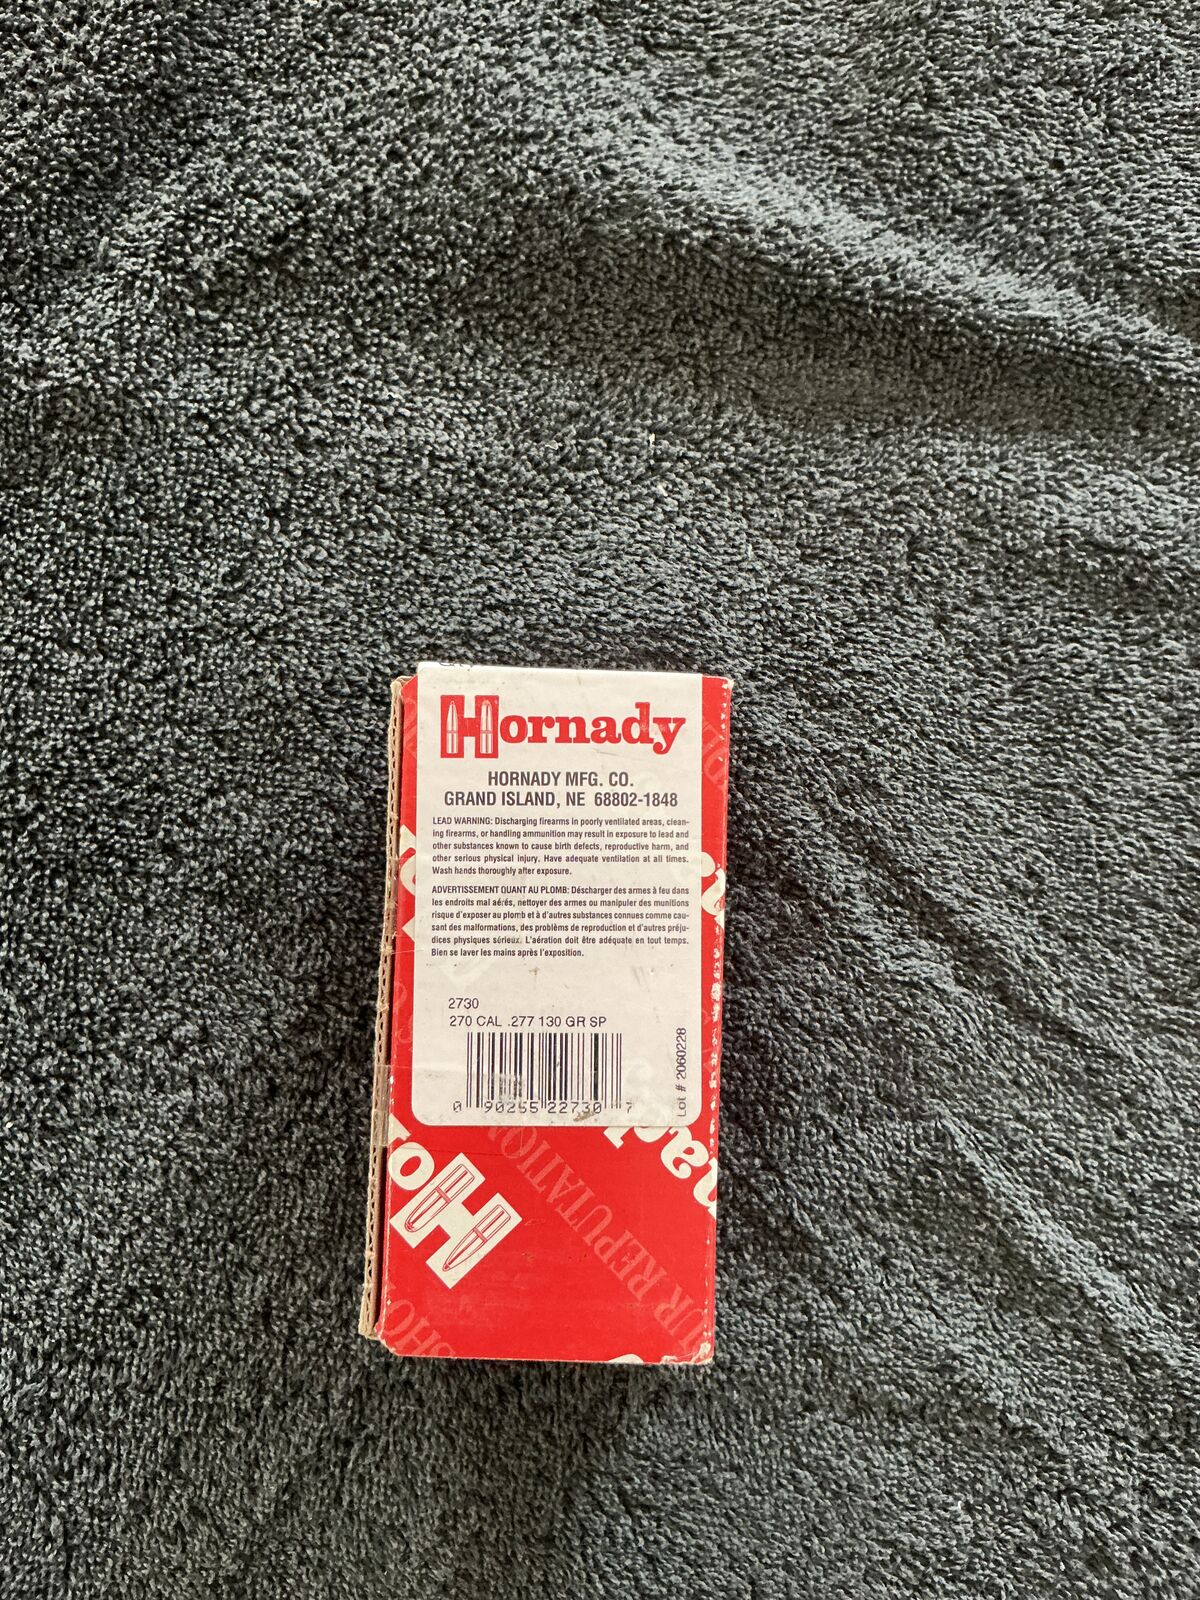 Hornady
HORNADY MFG. CO.
GRAND ISLAND, NE 68802-1848
LEAD WARNING: Discharging firearms in poorly ventilated areas, clean-
ing firearms, or handling ammunition may result in exposure to lead and
other substances known to cause birth defects, reproductive harm, and
other serious physical injury. Have adequate ventilation at all times.
Wash hands thoroughly after exposure.
ADVERTISSEMENT QUANT AU PLOMB: Déscharger des armes à feu dans
les endroits mal aérés, nettoyer des armes ou manipuler des munitions
risque d'exposer au plomb et à d'autres substances connues comme cau-
sant des malformations, des problèmes de reproduction et d'autres préju-
dices physiques sérieux. L'aération doit être adéquate en tout temps.
Bien se laver les mains après l'exposition.
2730
270 CAL .277 130 GR SP
0 90255 22730 7
Lot # 2060228
Ho
REPUTATION